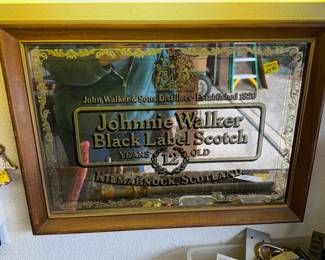 John Walker & Sons Distillers · Established 1820
Johnnie Walker
Black Label Scotch
YEARS 12 OLD
KILMARNOCK, SCOTLAND